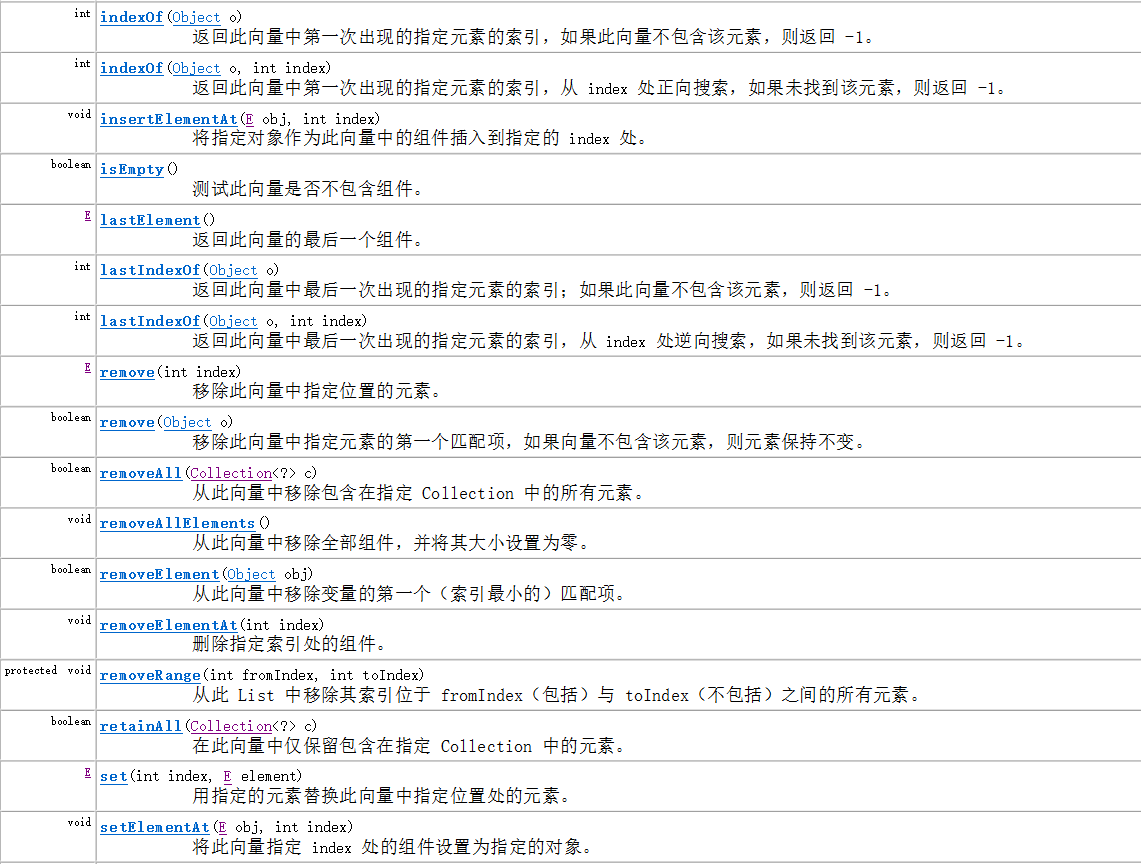 int indexOf(Object o)
返回此向量中第一次出现的指定元素的索引，如果此向量不包含该元素，则返回 -1。
int indexOf(Object o, int index)
返回此向量中第一次出现的指定元素的索引，从 index 处正向搜索，如果未找到该元素，则返回 -1。
void insertElementAt(E obj, int index)
将指定对象作为此向量中的组件插入到指定的 index 处。
boolean isEmpty()
测试此向量是否不包含组件。
E lastElement()
返回此向量的最后一个组件。
int lastIndexOf(Object o)
返回此向量中最后一次出现的指定元素的索引；如果此向量不包含该元素，则返回 -1。
int lastIndexOf(Object o, int index)
返回此向量中最后一次出现的指定元素的索引，从 index 处逆向搜索，如果未找到该元素，则返回 -1。
E remove(int index)
移除此向量中指定位置的元素。
boolean remove(Object o)
移除此向量中指定元素的第一个匹配项，如果向量不包含该元素，则元素保持不变。
boolean removeAll(Collection<?> c)
从此向量中移除包含在指定 Collection 中的所有元素。
void removeAllElements()
从此向量中移除全部组件，并将其大小设置为零。
boolean removeElement(Object obj)
从此向量中移除变量的第一个（索引最小的）匹配项。
void removeElementAt(int index)
删除指定索引处的组件。
protected void removeRange(int fromIndex, int toIndex)
从此 List 中移除其索引位于 fromIndex（包括）与 toIndex（不包括）之间的所有元素。
boolean retainAll(Collection<?> c)
在此向量中仅保留包含在指定 Collection 中的元素。
E set(int index, E element)
用指定的元素替换此向量中指定位置处的元素。
void setElementAt(E obj, int index)
将此向量指定 index 处的组件设置为指定的对象。